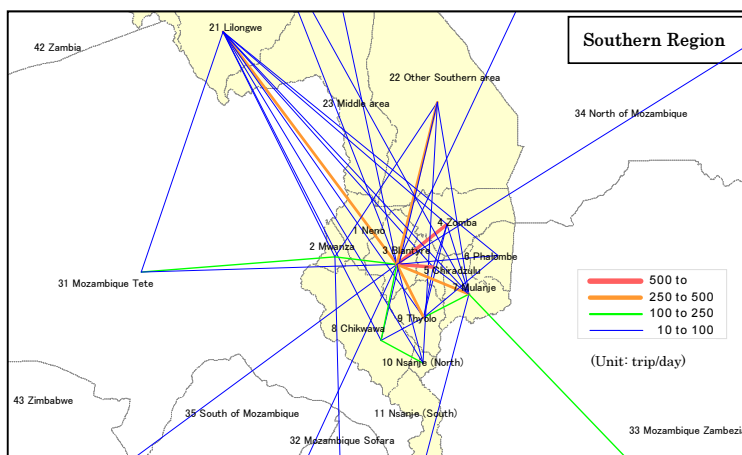 21 Lilongwe
Southern Region
42 Zambia
22 Other Southern area
23 Middle area
34 North of Mozambique
4 Zomba
1 Neno
2 Mwanza
3 Blantyre
6 Phalombe
5 Chiradzulu
31 Mozambique Tete
7 Mulanje
500 to
250 to 500
100 to 250
10 to 100
9 Thyolo
8 Chikwawa
10 Nsanje (North)
(Unit: trip/day)
43 Zimbabwe
35 South of Mozambique
11 Nsanje (South)
33 Mozambique Zambezia
32 Mozambique Sofara